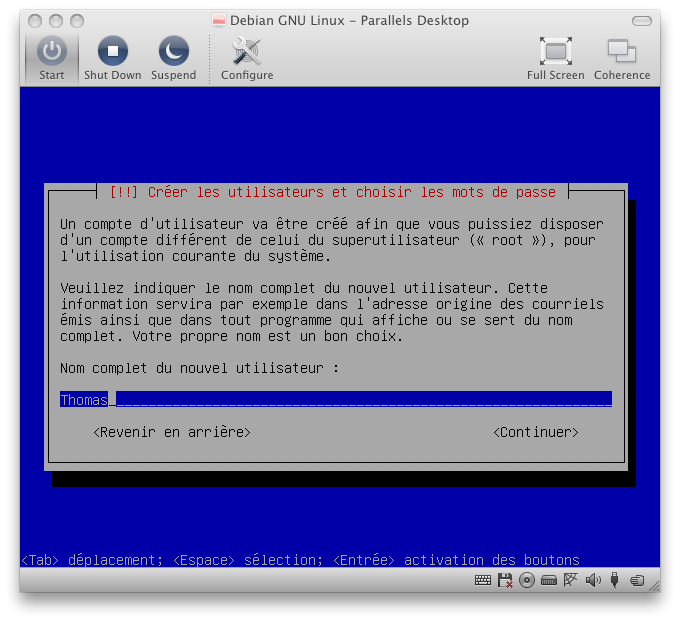 Debian GNU Linux – Parallels Desktop
Start
Shut Down
Suspend
Configure
Full Screen
Coherence
[!!] Créer les utilisateurs et choisir les mots de passe
Un compte d'utilisateur va être créé afin que vous puissiez disposer
d'un compte différent de celui du superutilisateur (« root »), pour
l'utilisation courante du système.
Veuillez indiquer le nom complet du nouvel utilisateur. Cette
information servira par exemple dans l'adresse origine des courriels
émis ainsi que dans tout programme qui affiche ou se sert du nom
complet. Votre propre nom est un bon choix.
Nom complet du nouvel utilisateur :
Thomas
<Revenir en arrière>
<Continuer>
<Tab> déplacement; <Espace> sélection; <Entrée> activation des boutons